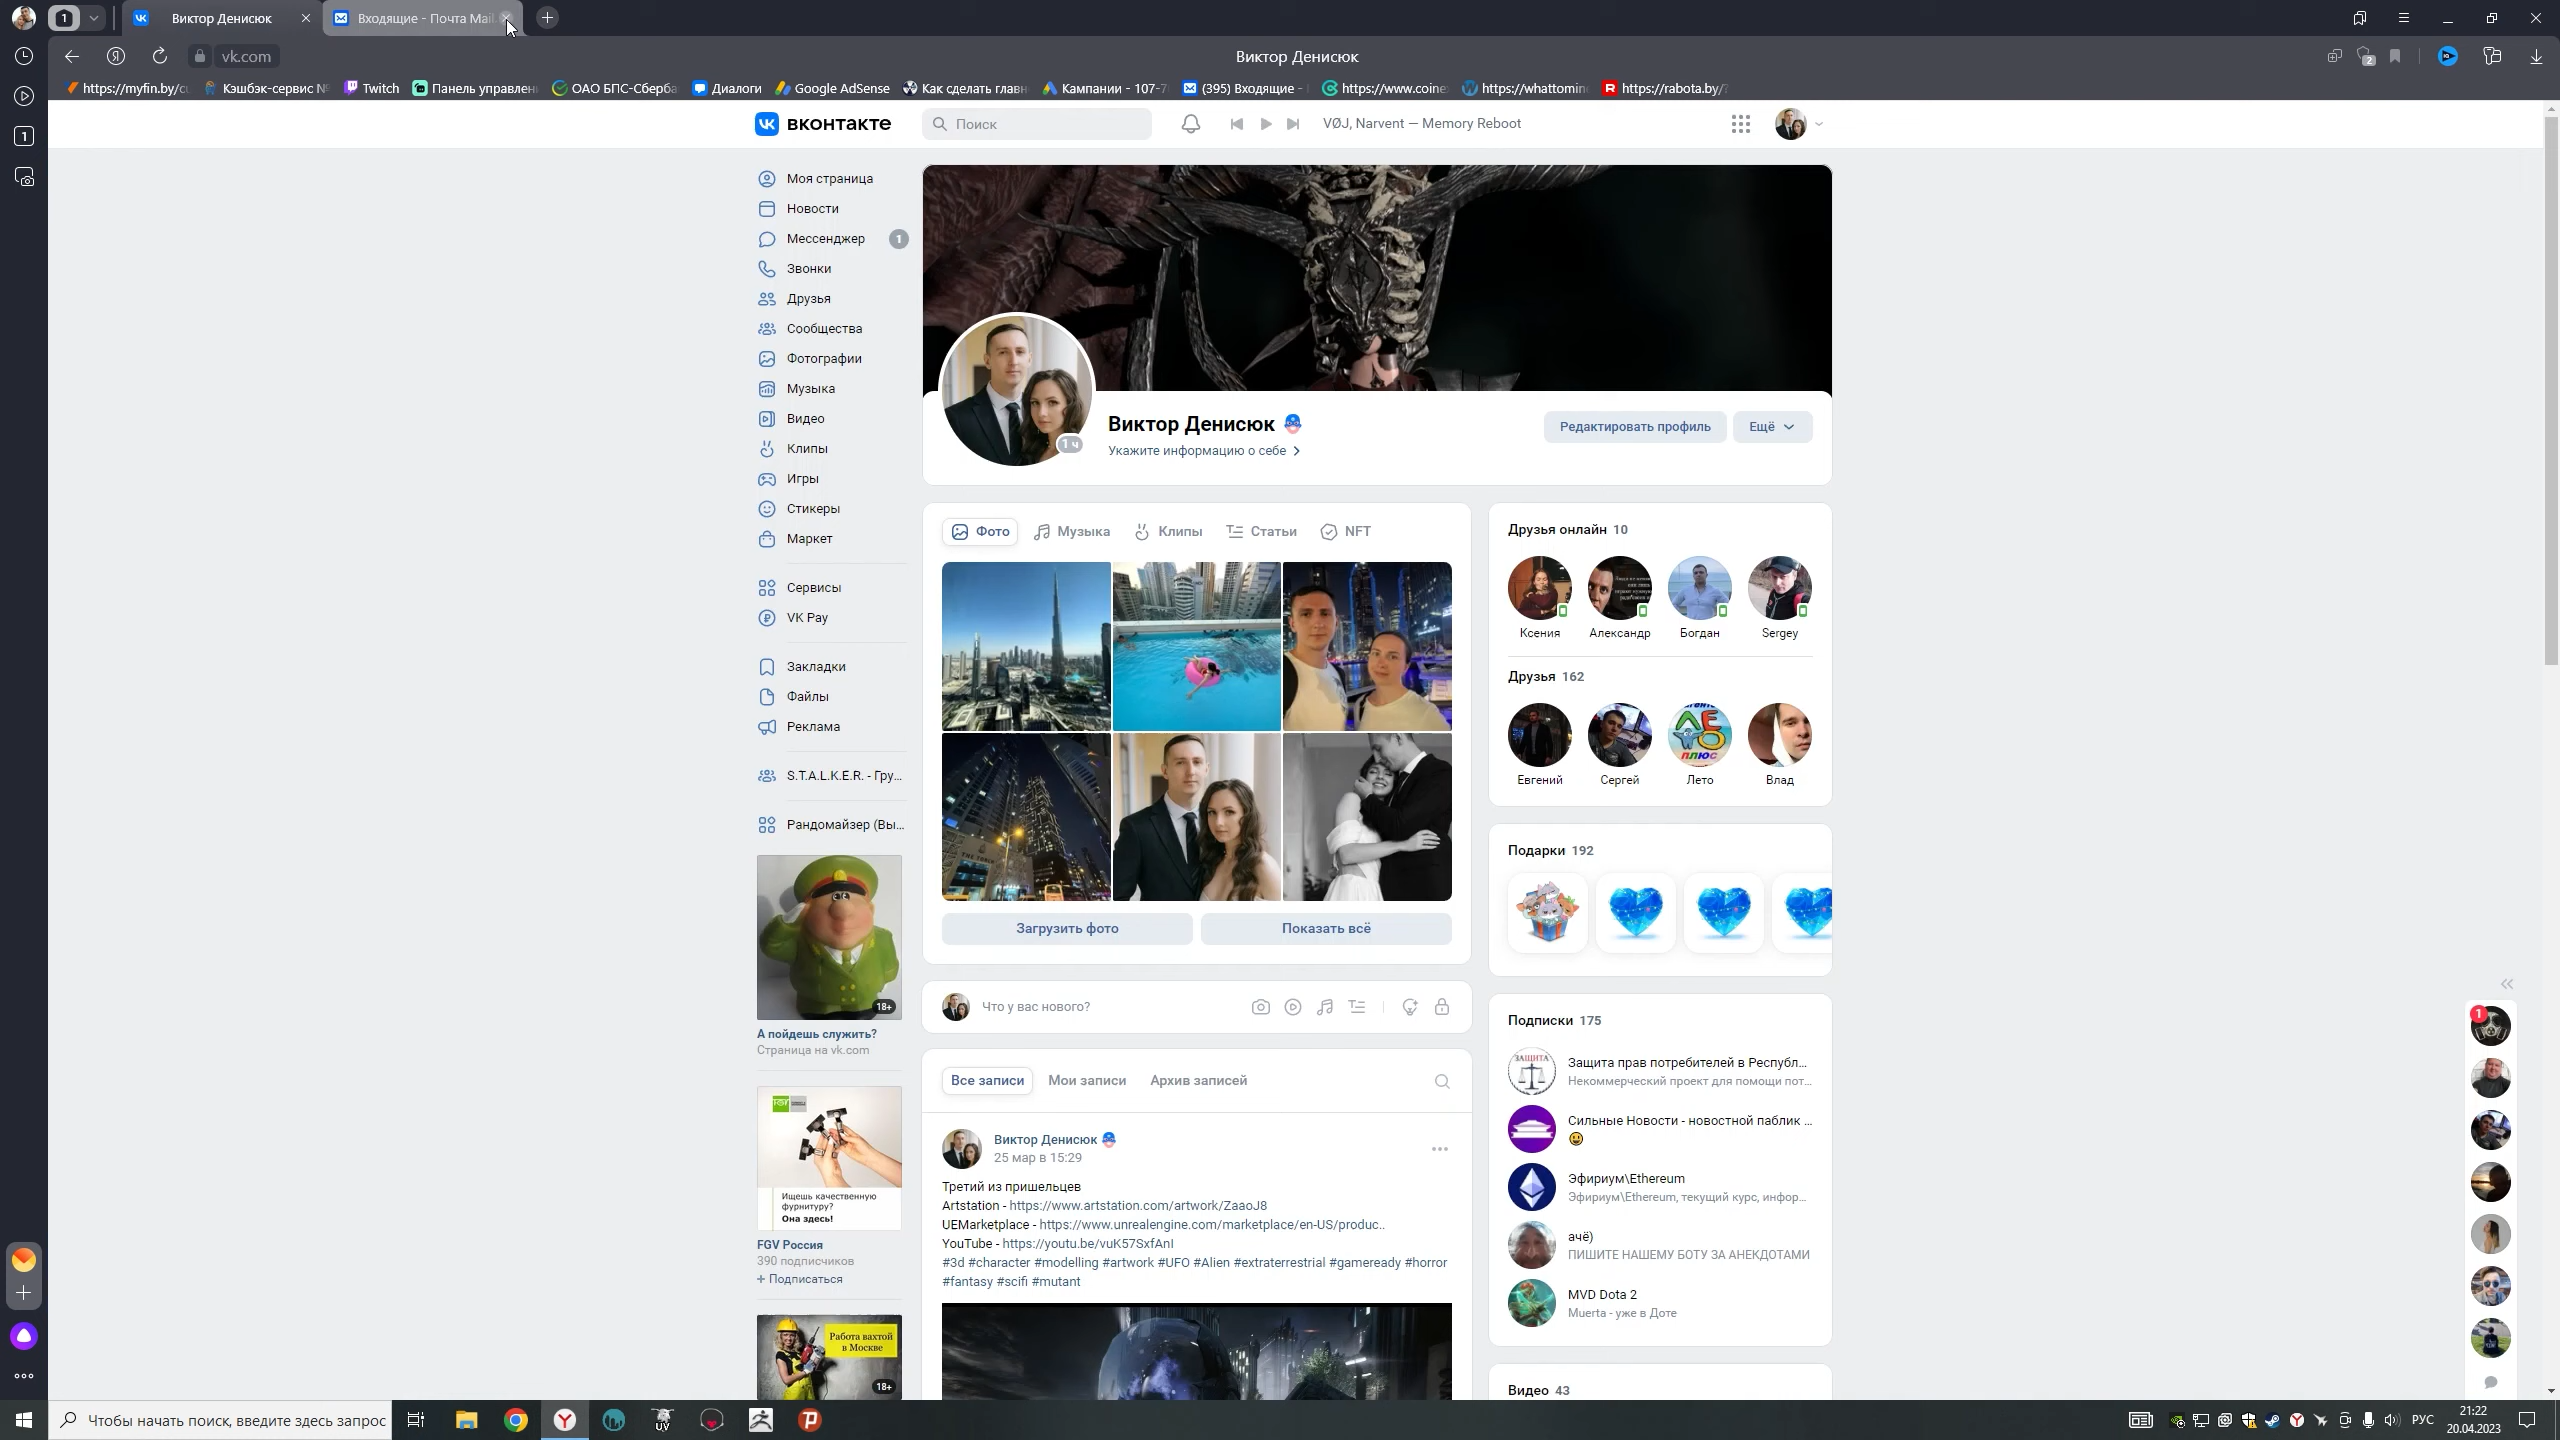 1
Виктор Денисюк
Входящие - Почта Mail
vk.com
Виктор Денисюк
2
https://myfin.by/cu
Кэшбэк-сервис №
Twitch
Панель управлен
ОАО БПС-Сберба
Диалоги
Google AdSense
Как сделать главн
Кампании - 107-7
(395) Входящие -
https://www.coine
https://whattomin
https://rabota.by/?
1
ВКОНТАКТЕ
Поиск
VØJ, Narvent — Memory Reboot
Моя страница
Новости
Мессенджер
1
Звонки
Друзья
Сообщества
Фотографии
Музыка
Видео
Клипы
Игры
Стикеры
Маркет
Сервисы
VK Pay
Закладки
Файлы
Реклама
S.T.A.L.K.E.R. - Гру...
Рандомайзер (Вы...
18+
А пойдешь служить?
Страница на vk.com
Ищешь качественную
фурнитуру?
Она здесь!
FGV Россия
390 подписчиков
+ Подписаться
Работа вахтой
в Москве
18+
1 ч
Виктор Денисюк
Укажите информацию о себе
Редактировать профиль
Ещё
Фото
Музыка
Клипы
Статьи
NFT
Загрузить фото
Показать всё
Что у вас нового?
Все записи
Мои записи
Архив записей
Виктор Денисюк
25 мар в 15:29
Третий из пришельцев
Artstation - https://www.artstation.com/artwork/ZaaoJ8
UEMarketplace - https://www.unrealengine.com/marketplace/en-US/produc..
YouTube - https://youtu.be/vuK57SxfAnI
#3d #character #modelling #artwork #UFO #Alien #extraterrestrial #gameready #horror
#fantasy #scifi #mutant
Друзья онлайн 10
Ксения
Александр
Богдан
Sergey
Друзья 162
ЛЕО
ПЛЮС
Евгений
Сергей
Лето
Влад
Подарки 192
Подписки 175
ЗАЩИТА
Защита прав потребителей в Республ...
Некоммерческий проект для помощи пот...
Сильные Новости - новостной паблик ...
Эфириум\Ethereum
Эфириум\Ethereum, текущий курс, инфор...
ачё)
ПИШИТЕ НАШЕМУ БОТУ ЗА АНЕКДОТАМИ
MVD Dota 2
Muerta - уже в Доте
Видео 43
1
Чтобы начать поиск, введите здесь запрос
UV
РУС
21:22
20.04.2023